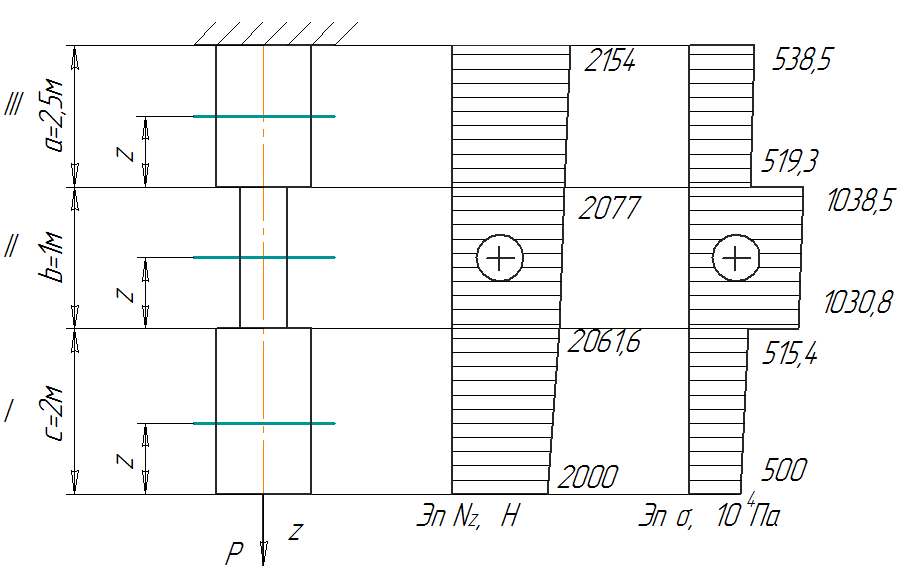 III
a=2,5м
z
2154
538,5
519,3
2077
1038,5
II
b=1м
z
1030,8
2061,6
515,4
I
c=2м
z
2000
500
Эп Nz, Н
Эп σ, 10⁴Па
z
P